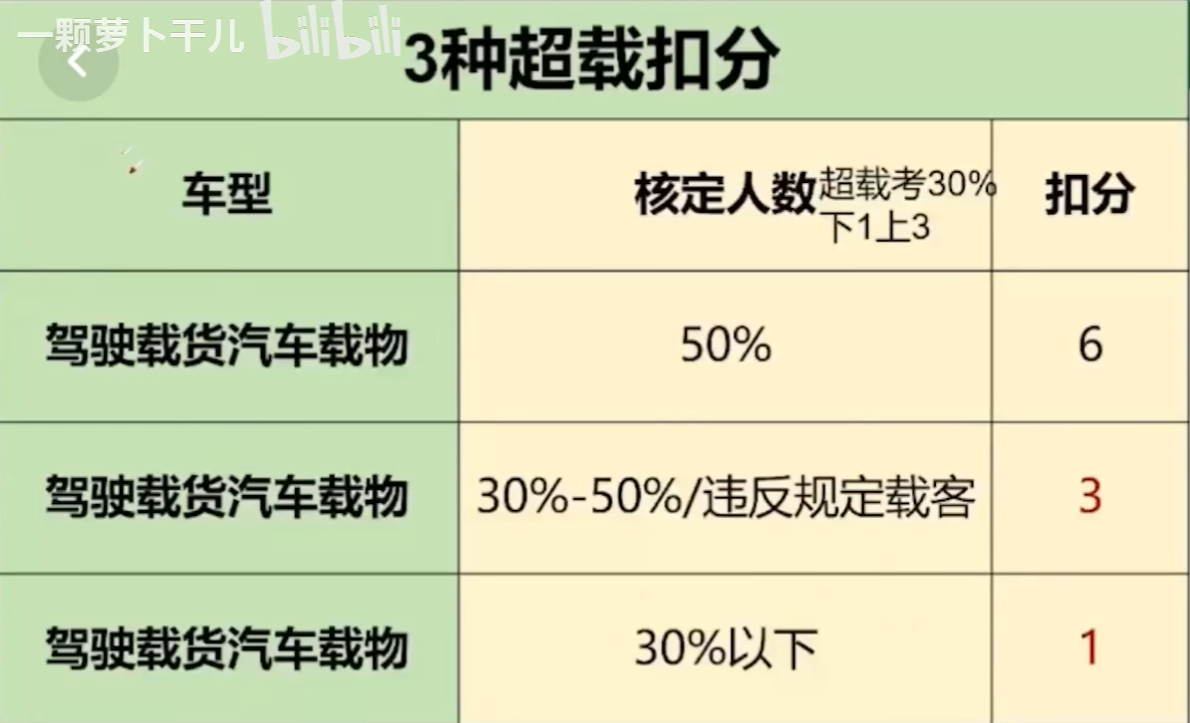 一颗萝卜干儿 bilibili
3种超载扣分
车型 核定人数 超载考30% 扣分
下1上3
驾驶载货汽车载物 50% 6
驾驶载货汽车载物 30%-50%/违反规定载客 3
驾驶载货汽车载物 30%以下 1